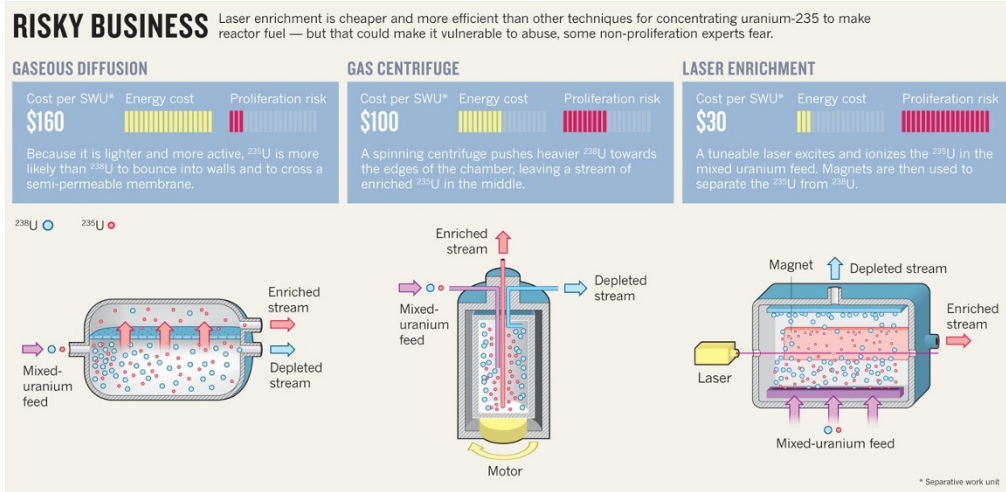 RISKY BUSINESS
Laser enrichment is cheaper and more efficient than other techniques for concentrating uranium-235 to make
reactor fuel — but that could make it vulnerable to abuse, some non-proliferation experts fear.
GASEOUS DIFFUSION
Cost per SWU* Energy cost Proliferation risk
$160
Because it is lighter and more active, ²³⁵U is more
likely than ²³⁸U to bounce into walls and to cross a
semi-permeable membrane.
GAS CENTRIFUGE
Cost per SWU* Energy cost Proliferation risk
$100
A spinning centrifuge pushes heavier ²³⁸U towards
the edges of the chamber, leaving a stream of
enriched ²³⁵U in the middle.
LASER ENRICHMENT
Cost per SWU* Energy cost Proliferation risk
$30
A tuneable laser excites and ionizes the ²³⁵U in the
mixed uranium feed. Magnets are then used to
separate the ²³⁵U from ²³⁸U.
²³⁸U ²³⁵U
Enriched
stream
Mixed-
uranium
feed
Depleted
stream
Enriched
stream
Mixed-
uranium
feed
Depleted
stream
Motor
Magnet
Depleted stream
Enriched
stream
Laser
Mixed-uranium feed
* Separative work unit